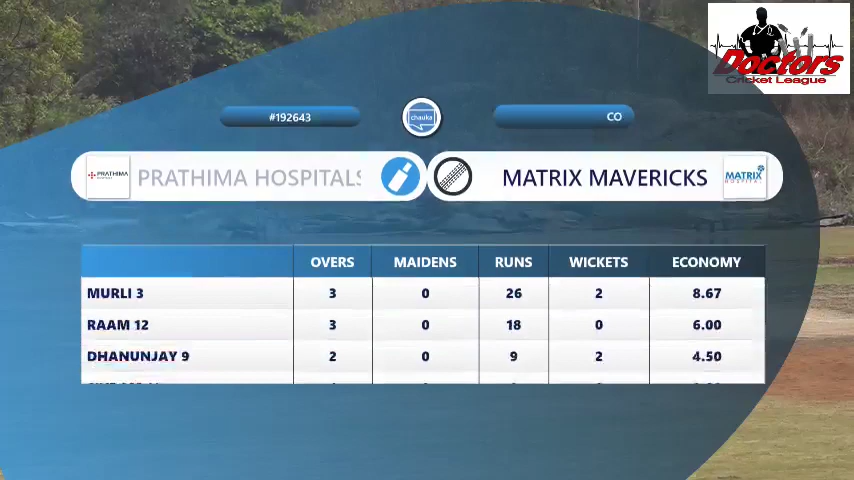 Doctors
Cricket League
#192643
chauka
CO
PRATHIMA
PRATHIMA HOSPITALS
MATRIX MAVERICKS
MATRIX
HOSPITAL
OVERS MAIDENS RUNS WICKETS ECONOMY
MURLI 3 3 0 26 2 8.67
RAAM 12 3 0 18 0 6.00
DHANUNJAY 9 2 0 9 2 4.50